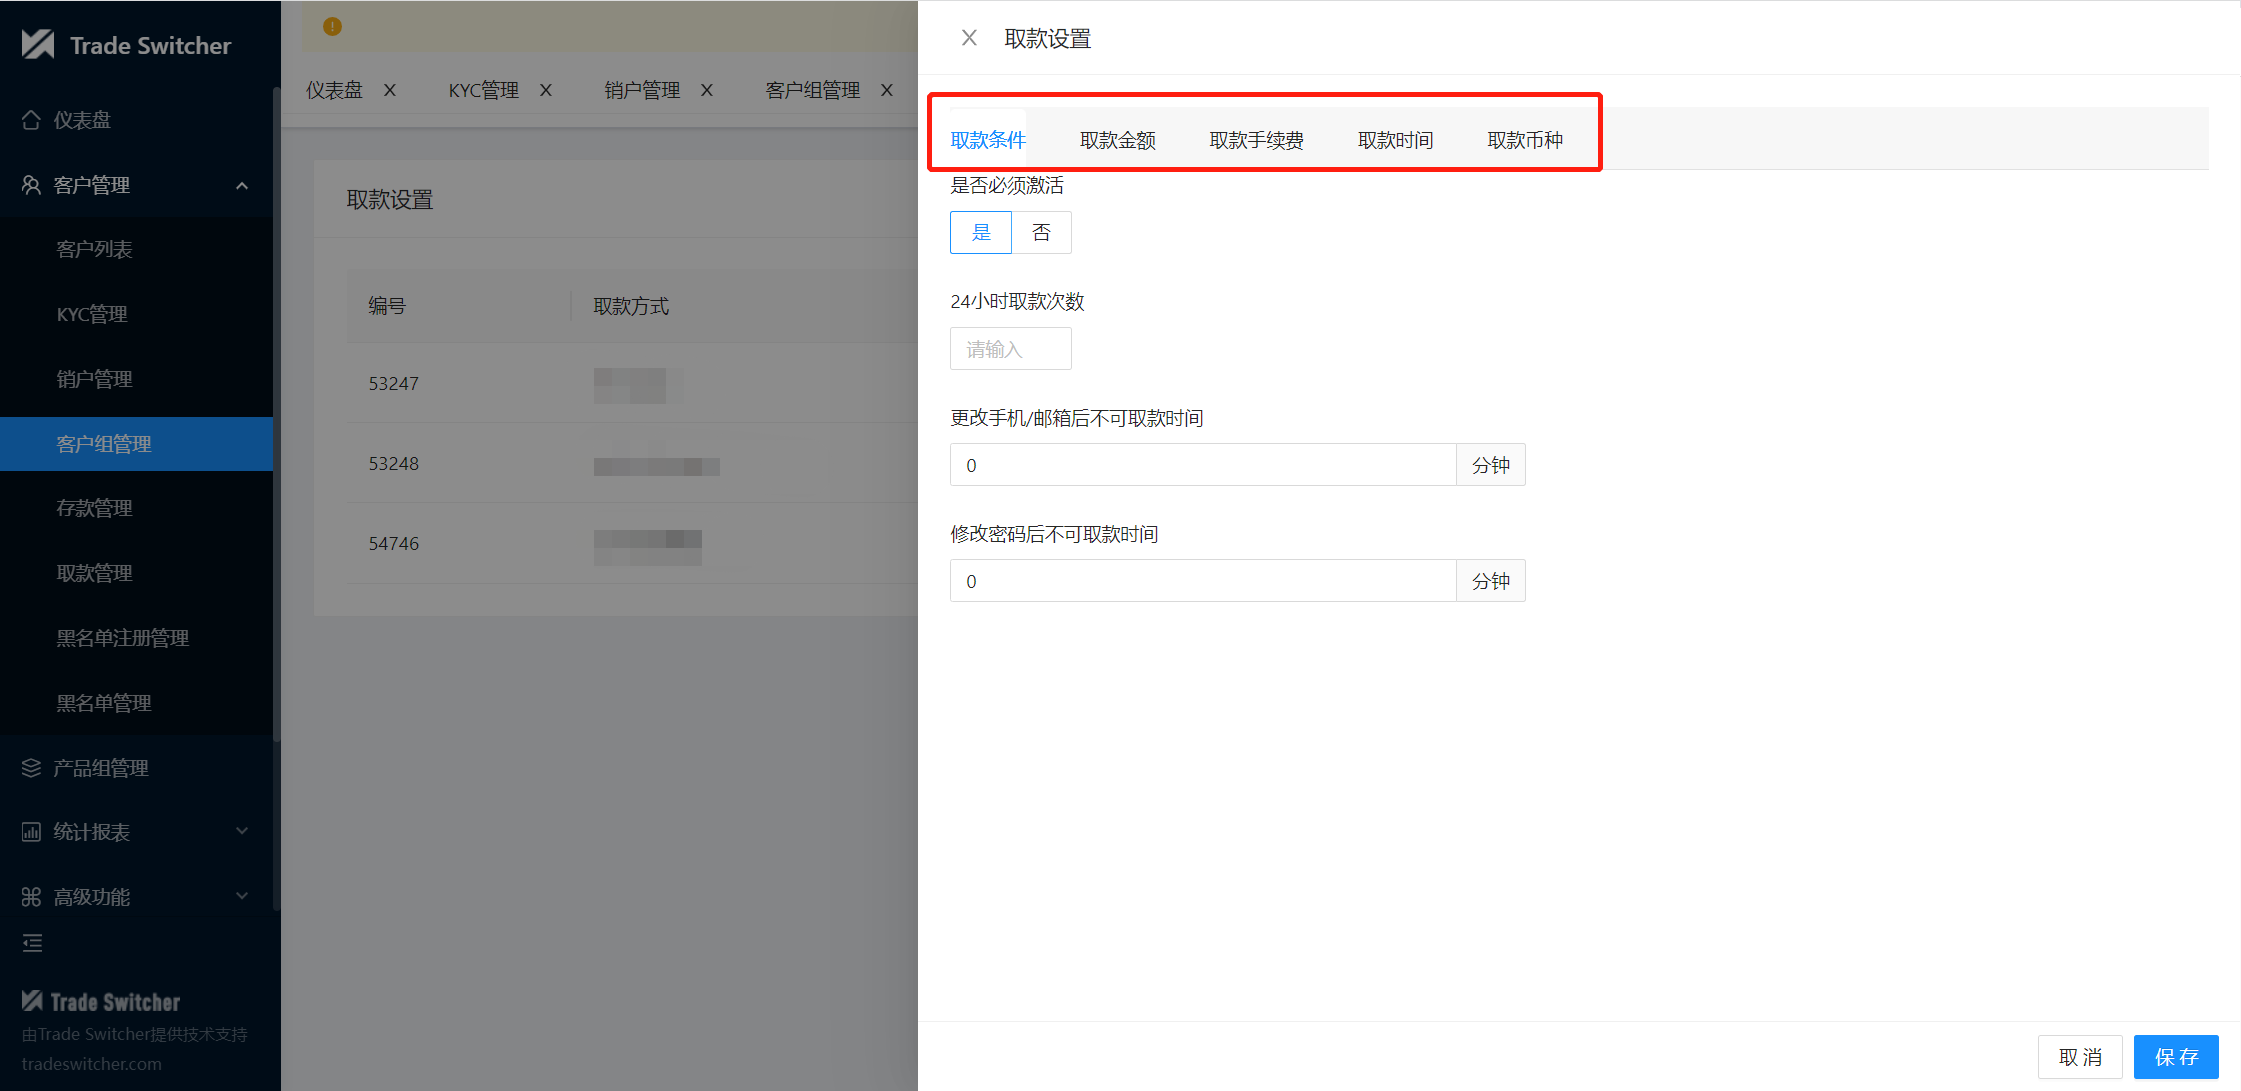 Trade Switcher
仪表盘
客户管理
客户列表
KYC管理
销户管理
客户组管理
存款管理
取款管理
黑名单注册管理
黑名单管理
产品组管理
统计报表
高级功能
Trade Switcher
由Trade Switcher提供技术支持
tradeswitcher.com
仪表盘 KYC管理 销户管理 客户组管理
取款设置
编号 取款方式
53247
53248
54746
取款设置
取款条件 取款金额 取款手续费 取款时间 取款币种
是否必须激活
是 否
24小时取款次数
请输入
更改手机/邮箱后不可取款时间
0 分钟
修改密码后不可取款时间
0 分钟
取 消 保 存